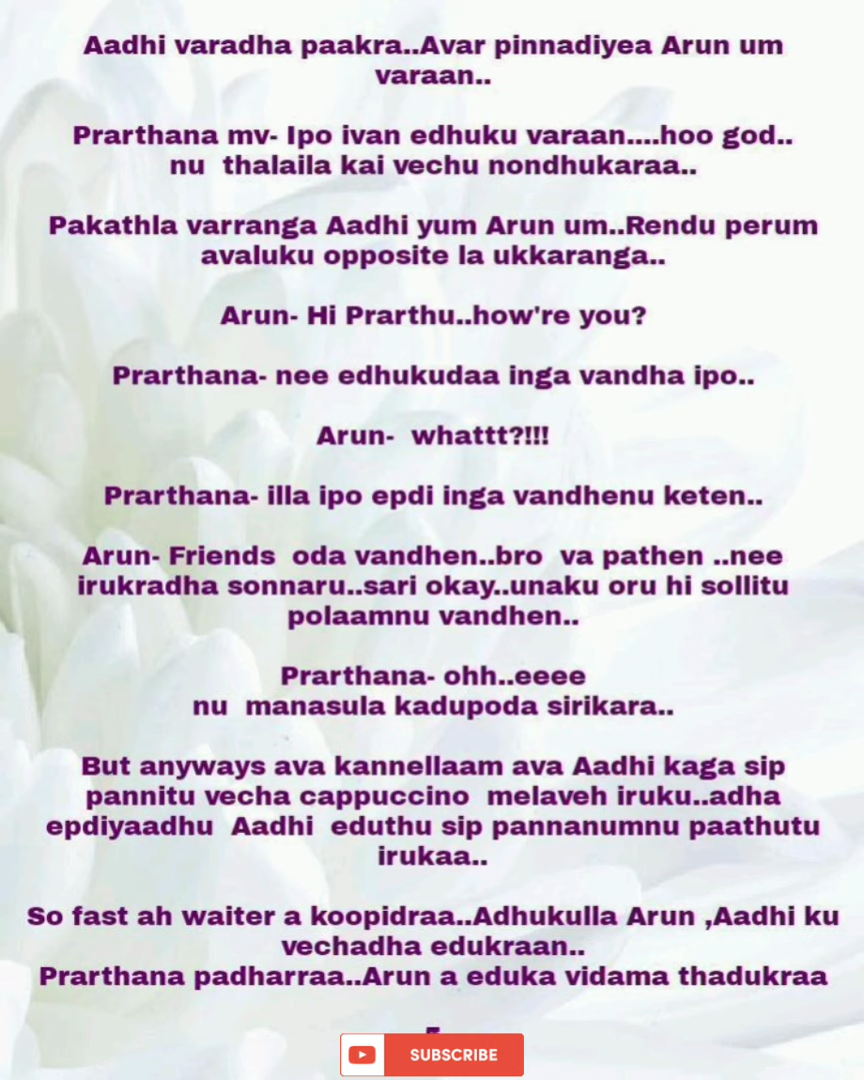 Aadhi varadha paakra..Avar pinnadiyea Arun um
varaan..
Prarthana mv- Ipo ivan edhuku varaan....hoo god..
nu thalaila kai vechu nondhukaraa..
Pakathla varranga Aadhi yum Arun um..Rendu perum
avaluku opposite la ukkaranga..
Arun- Hi Prarthu..how're you?
Prarthana- nee edhukudaa inga vandha ipo..
Arun- whattt?!!!
Prarthana- illa ipo epdi inga vandhenu keten..
Arun- Friends oda vandhen..bro va pathen ..nee
irukradha sonnaru..sari okay..unaku oru hi sollitu
polaamnu vandhen..
Prarthana- ohh..eeee
nu manasula kadupoda sirikara..
But anyways ava kannellaam ava Aadhi kaga sip
pannitu vecha cappuccino melaveh iruku..adha
epdiyaadhu Aadhi eduthu sip pannanumnu paathutu
irukaa..
So fast ah waiter a koopidraa..Adhukulla Arun ,Aadhi ku
vechadha edukraan..
Prarthana padharraa..Arun a eduka vidama thadukraa
SUBSCRIBE